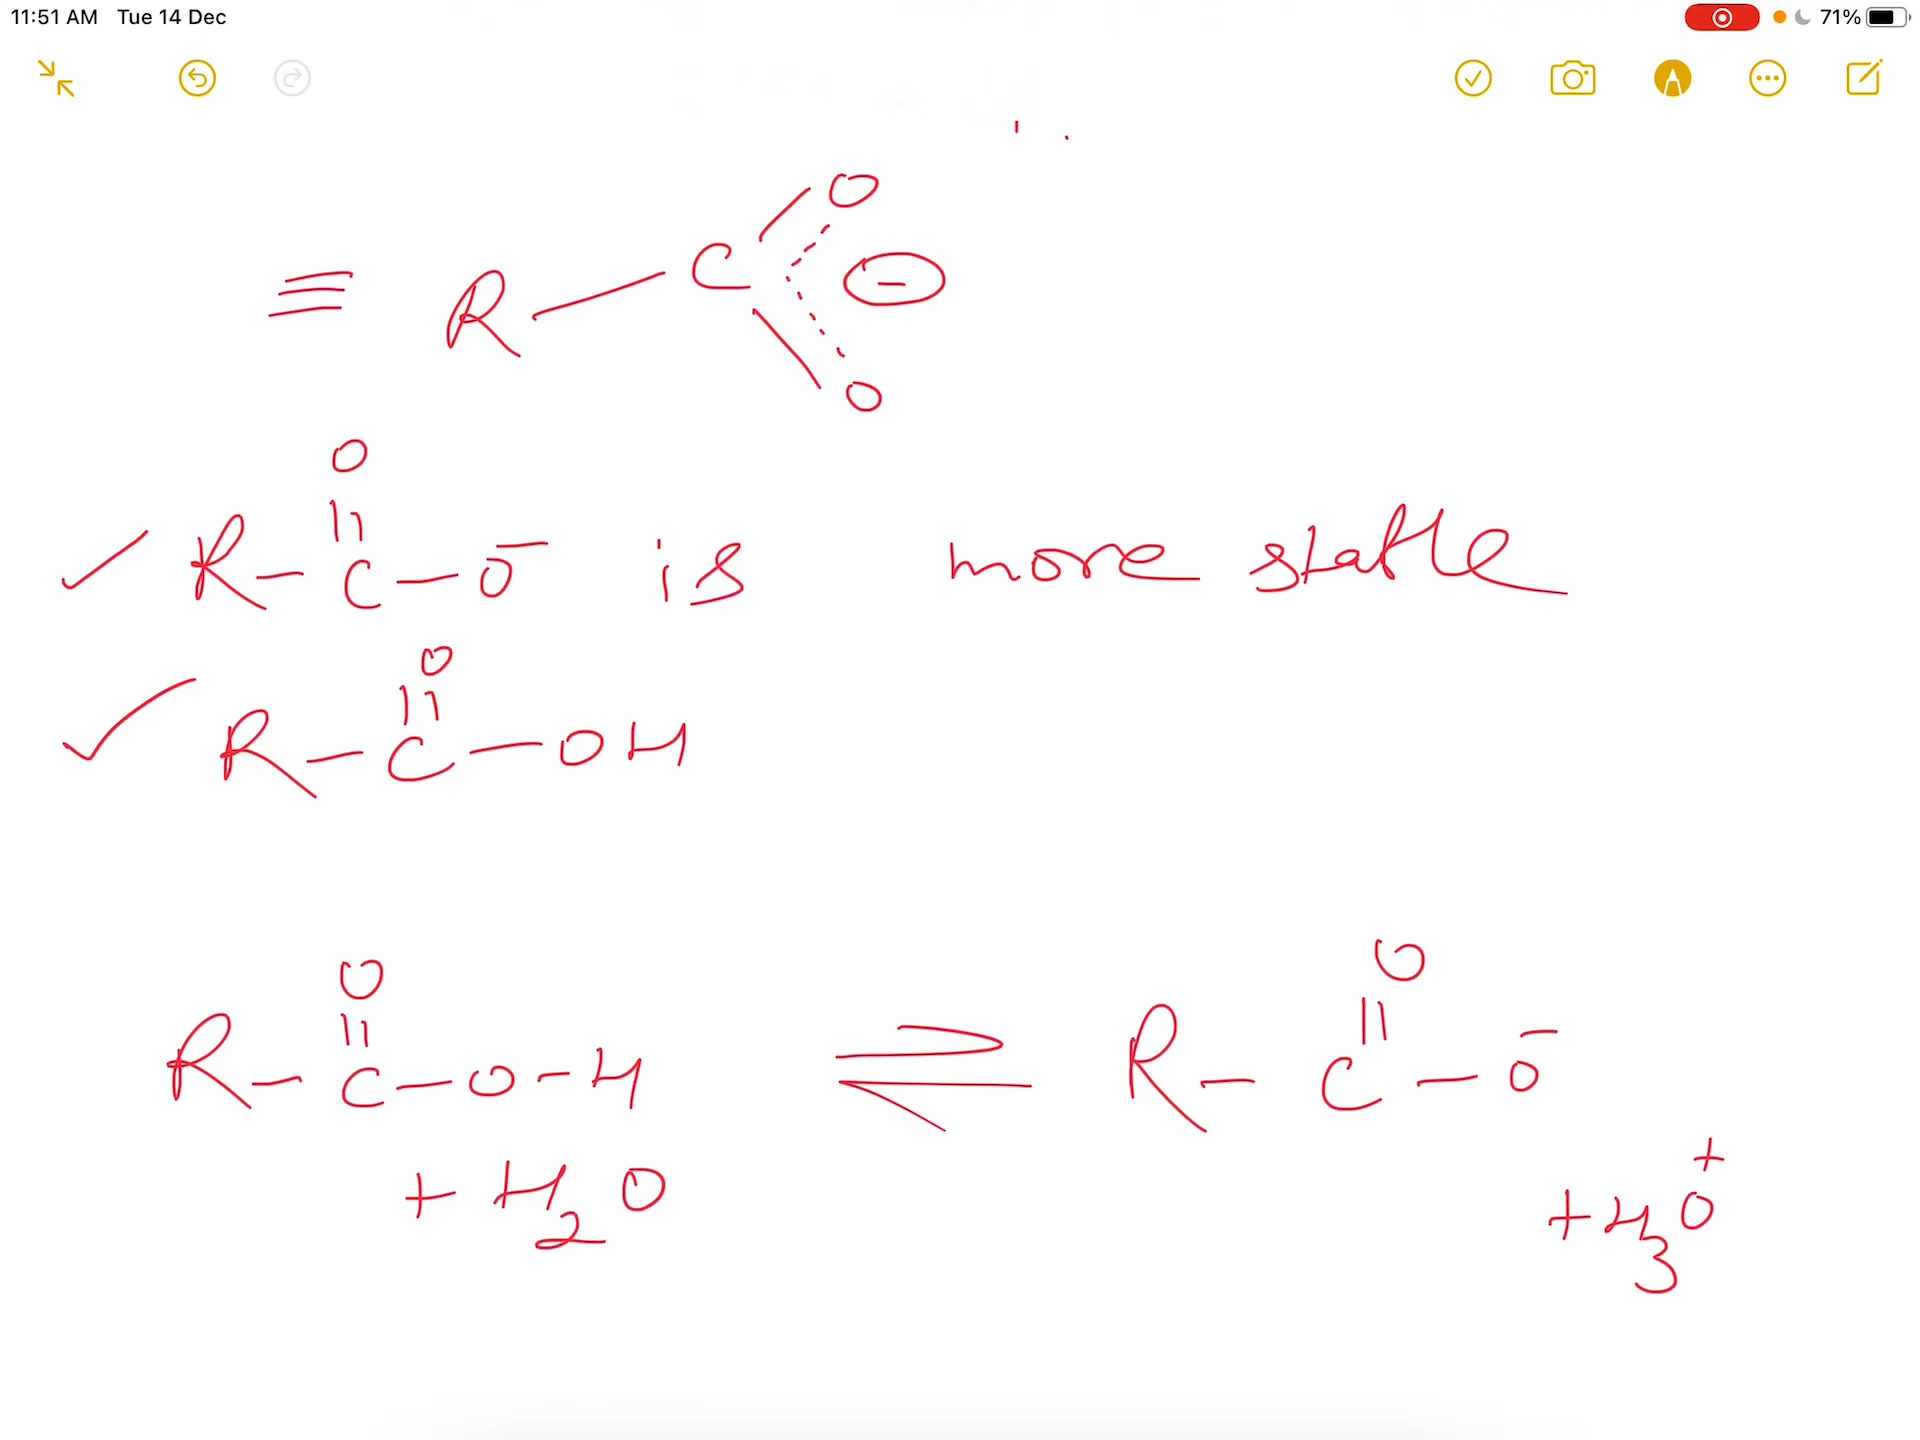 11:51 AM Tue 14 Dec 71%
O
≡ R — C −
O
O
||
R — C — O⁻ is more stable
O
||
R — C — OH
O
||
R — C — O — H ⇌ R — C — O⁻
O
||
+ H₂O + H₃O⁺